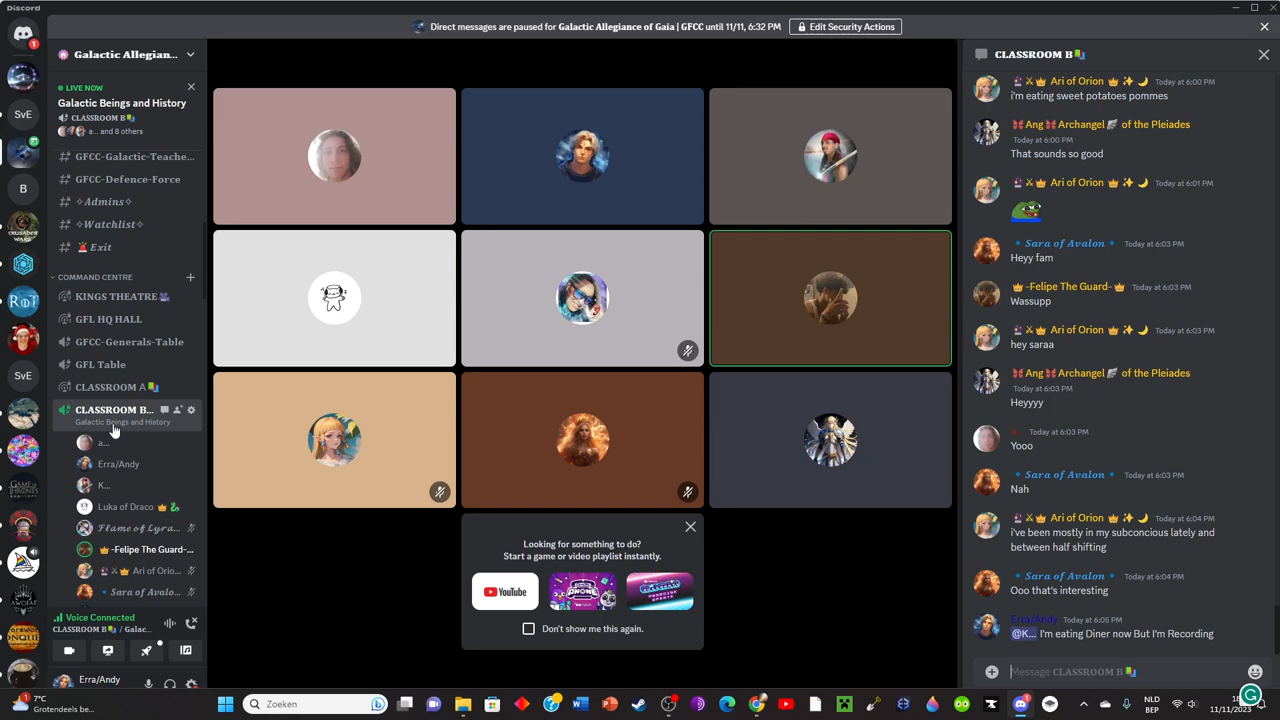 Discord
Direct messages are paused for Galactic Allegiance of Gaia | GFCC until 11/11, 6:32 PM
Edit Security Actions
1
SvE
B
SvE
Galactic Allegian...
LIVE NOW
Galactic Beings and History
CLASSROOM B
a... and 8 others
GFCC-Galactic-Teache...
GFCC-Defence-Force
✧Admins✧
✧Watchlist✧
🚨 Exit
COMMAND CENTRE
KINGS THEATRE
GFL HQ HALL
GFCC-Generals-Table
GFL Table
CLASSROOM A
CLASSROOM B...
Galactic Beings and History
a...
Erra/Andy
K...
Luka of Draco 👑🐉
Flame of Lyra...
👑 -Felipe The Guard-...
🔮⚔👑 Ari of Orio...
🔹Sara of Avalo...
Voice Connected
CLASSROOM B / Galac...
Erra/Andy
Looking for something to do?
Start a game or video playlist instantly.
YouTube
Don't show me this again.
CLASSROOM B
🔮⚔👑 Ari of Orion 👑✨🌙 Today at 6:00 PM
i'm eating sweet potatoes pommes
Ang Archangel of the Pleiades
Today at 6:00 PM
That sounds so good
🔮⚔👑 Ari of Orion 👑✨🌙 Today at 6:01 PM
🔹Sara of Avalon🔹 Today at 6:03 PM
Heyy fam
👑-Felipe The Guard-👑 Today at 6:03 PM
Wassupp
🔮⚔👑 Ari of Orion 👑✨🌙 Today at 6:03 PM
hey saraa
Ang Archangel of the Pleiades
Today at 6:03 PM
Heyyyy
Today at 6:03 PM
Yooo
🔹Sara of Avalon🔹 Today at 6:03 PM
Nah
🔮⚔👑 Ari of Orion 👑✨🌙 Today at 6:04 PM
i've been mostly in my subconcious lately and
between half shifting
🔹Sara of Avalon🔹 Today at 6:04 PM
Ooo that's interesting
Erra/Andy Today at 6:05 PM
@K... I'm eating Diner now But I'm Recording
Message CLASSROOM B
7°C
Grotendeels be...
Zoeken
NLD
BEP
11/11/2023